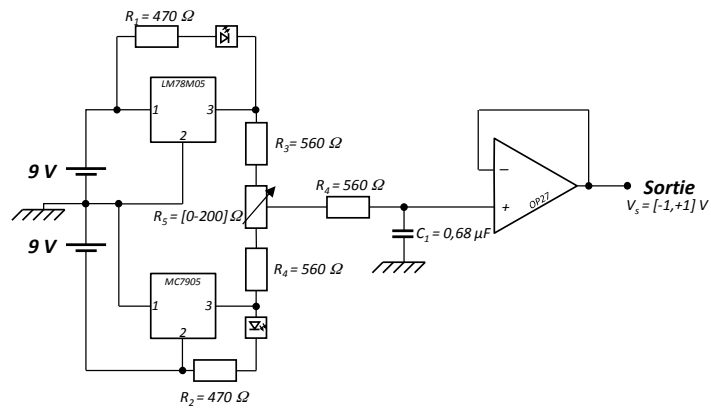 R1 = 470 Ω
LM78M05
1
3
2
9 V
R3 = 560 Ω
R4 = 560 Ω
R5 = [0-200] Ω
9 V
−
+
OP27
Sortie
Vs = [-1,+1] V
C1 = 0,68 µF
R4 = 560 Ω
MC7905
1
3
2
R2 = 470 Ω